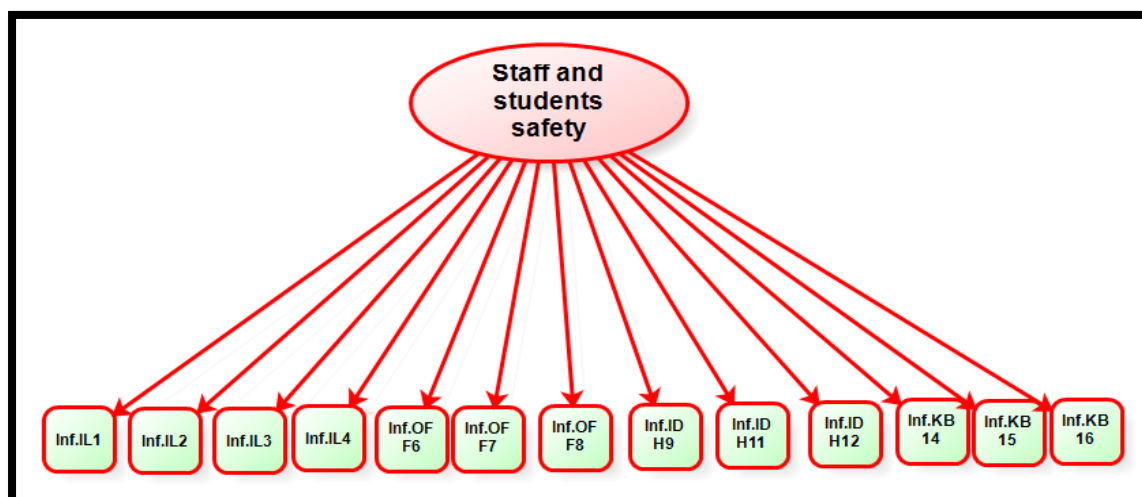 Staff and
students
safety
Inf.IL1
Inf.IL2
Inf.IL3
Inf.IL4
Inf.OF
F6
Inf.OF
F7
Inf.OF
F8
Inf.ID
H9
Inf.ID
H11
Inf.ID
H12
Inf.KB
14
Inf.KB
15
Inf.KB
16